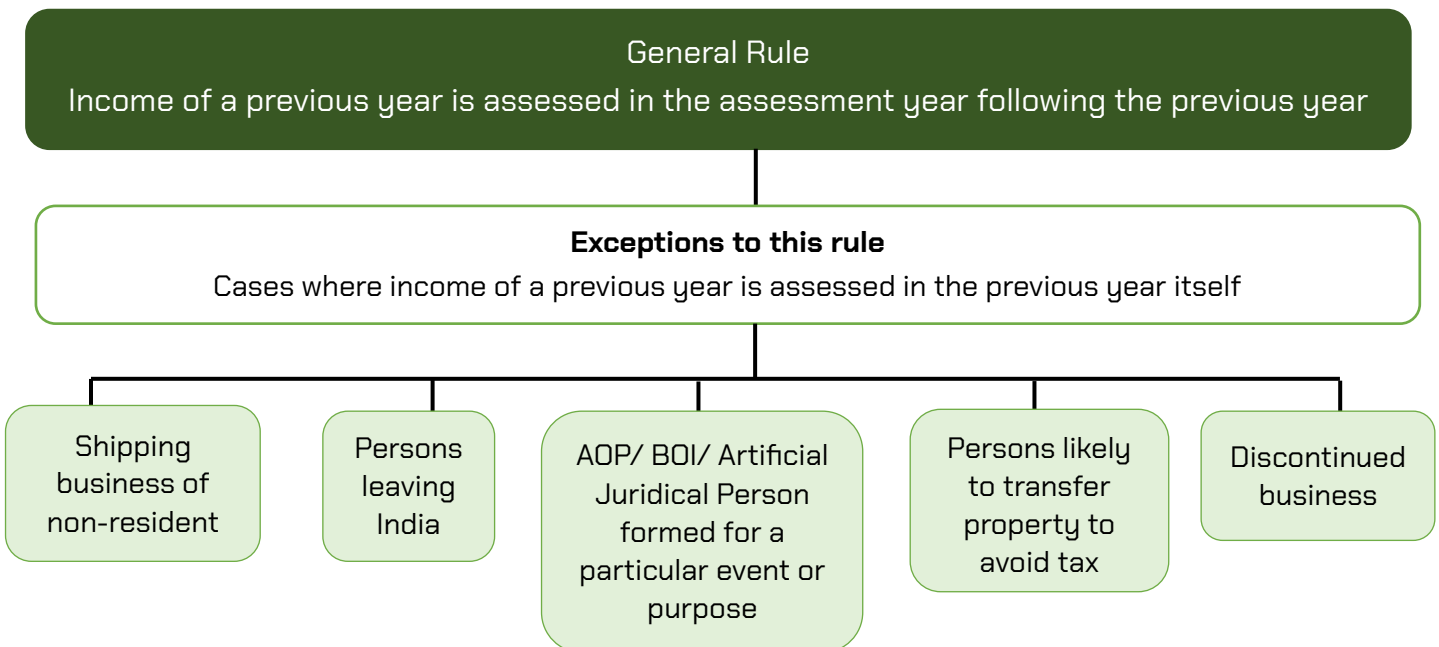 General Rule
Income of a previous year is assessed in the assessment year following the previous year
Exceptions to this rule
Cases where income of a previous year is assessed in the previous year itself
Shipping
business of
non-resident
Persons
leaving
India
AOP/ BOI/ Artificial
Juridical Person
formed for a
particular event or
purpose
Persons likely
to transfer
property to
avoid tax
Discontinued
business